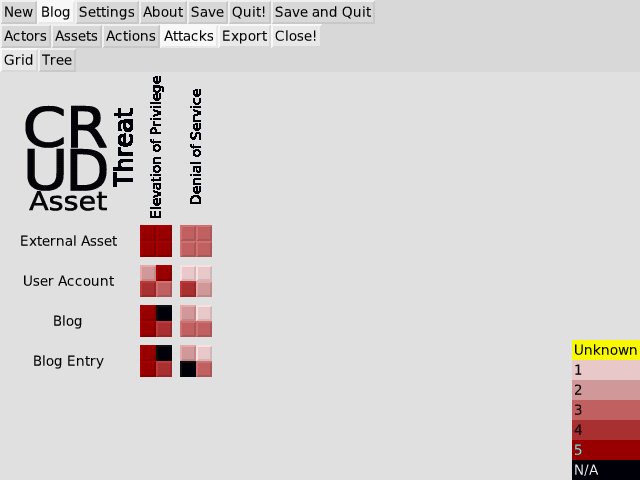 New Blog Settings About Save Quit! Save and Quit
Actors Assets Actions Attacks Export Close!
Grid Tree
CR
UD
Asset
Threat
Elevation of Privilege
Denial of Service
External Asset
User Account
Blog
Blog Entry
Unknown
1
2
3
4
5
N/A